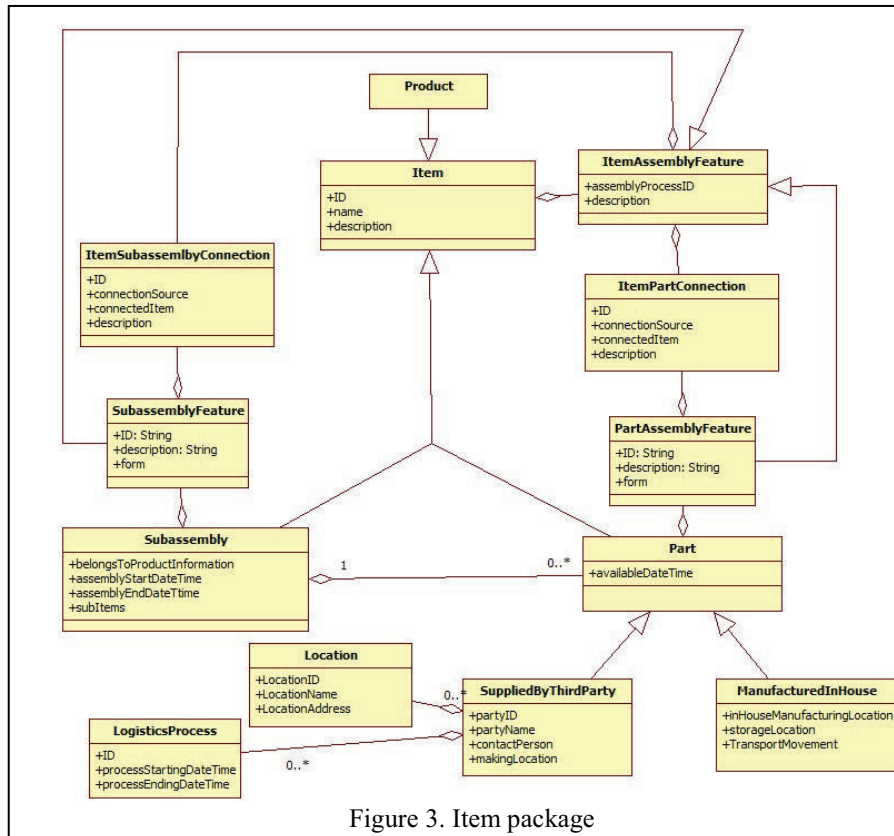 Product
Item
+ID
+name
+description
ItemAssemblyFeature
+assemblyProcessID
+description
ItemSubassemlbyConnection
+ID
+connectionSource
+connectedItem
+description
ItemPartConnection
+ID
+connectionSource
+connectedItem
+description
SubassemblyFeature
+ID: String
+description: String
+form
PartAssemblyFeature
+ID: String
+description: String
+form
Subassembly
+belongsToProductInformation
+assemblyStartDateTime
+assemblyEndDateTtime
+subItems
1
0..*
Part
+availableDateTime
Location
+LocationID
+LocationName
+LocationAddress
0..*
SuppliedByThirdParty
+partyID
+partyName
+contactPerson
+makingLocation
ManufacturedInHouse
+inHouseManufacturingLocation
+storageLocation
+TransportMovement
LogisticsProcess
+ID
+processStartingDateTime
+processEndingDateTime
0..*
Figure 3. Item package